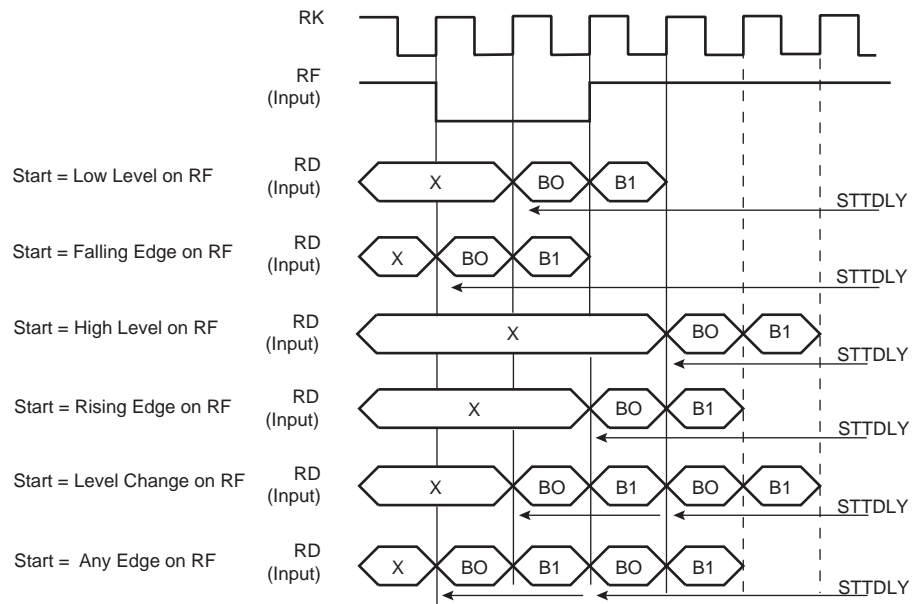 RK
RF
(Input)
Start = Low Level on RF
RD
(Input)
X
BO
B1
STTDLY
Start = Falling Edge on RF
RD
(Input)
X
BO
B1
STTDLY
Start = High Level on RF
RD
(Input)
X
BO
B1
STTDLY
Start = Rising Edge on RF
RD
(Input)
X
BO
B1
STTDLY
Start = Level Change on RF
RD
(Input)
X
BO
B1
BO
B1
STTDLY
Start = Any Edge on RF
RD
(Input)
X
BO
B1
BO
B1
STTDLY